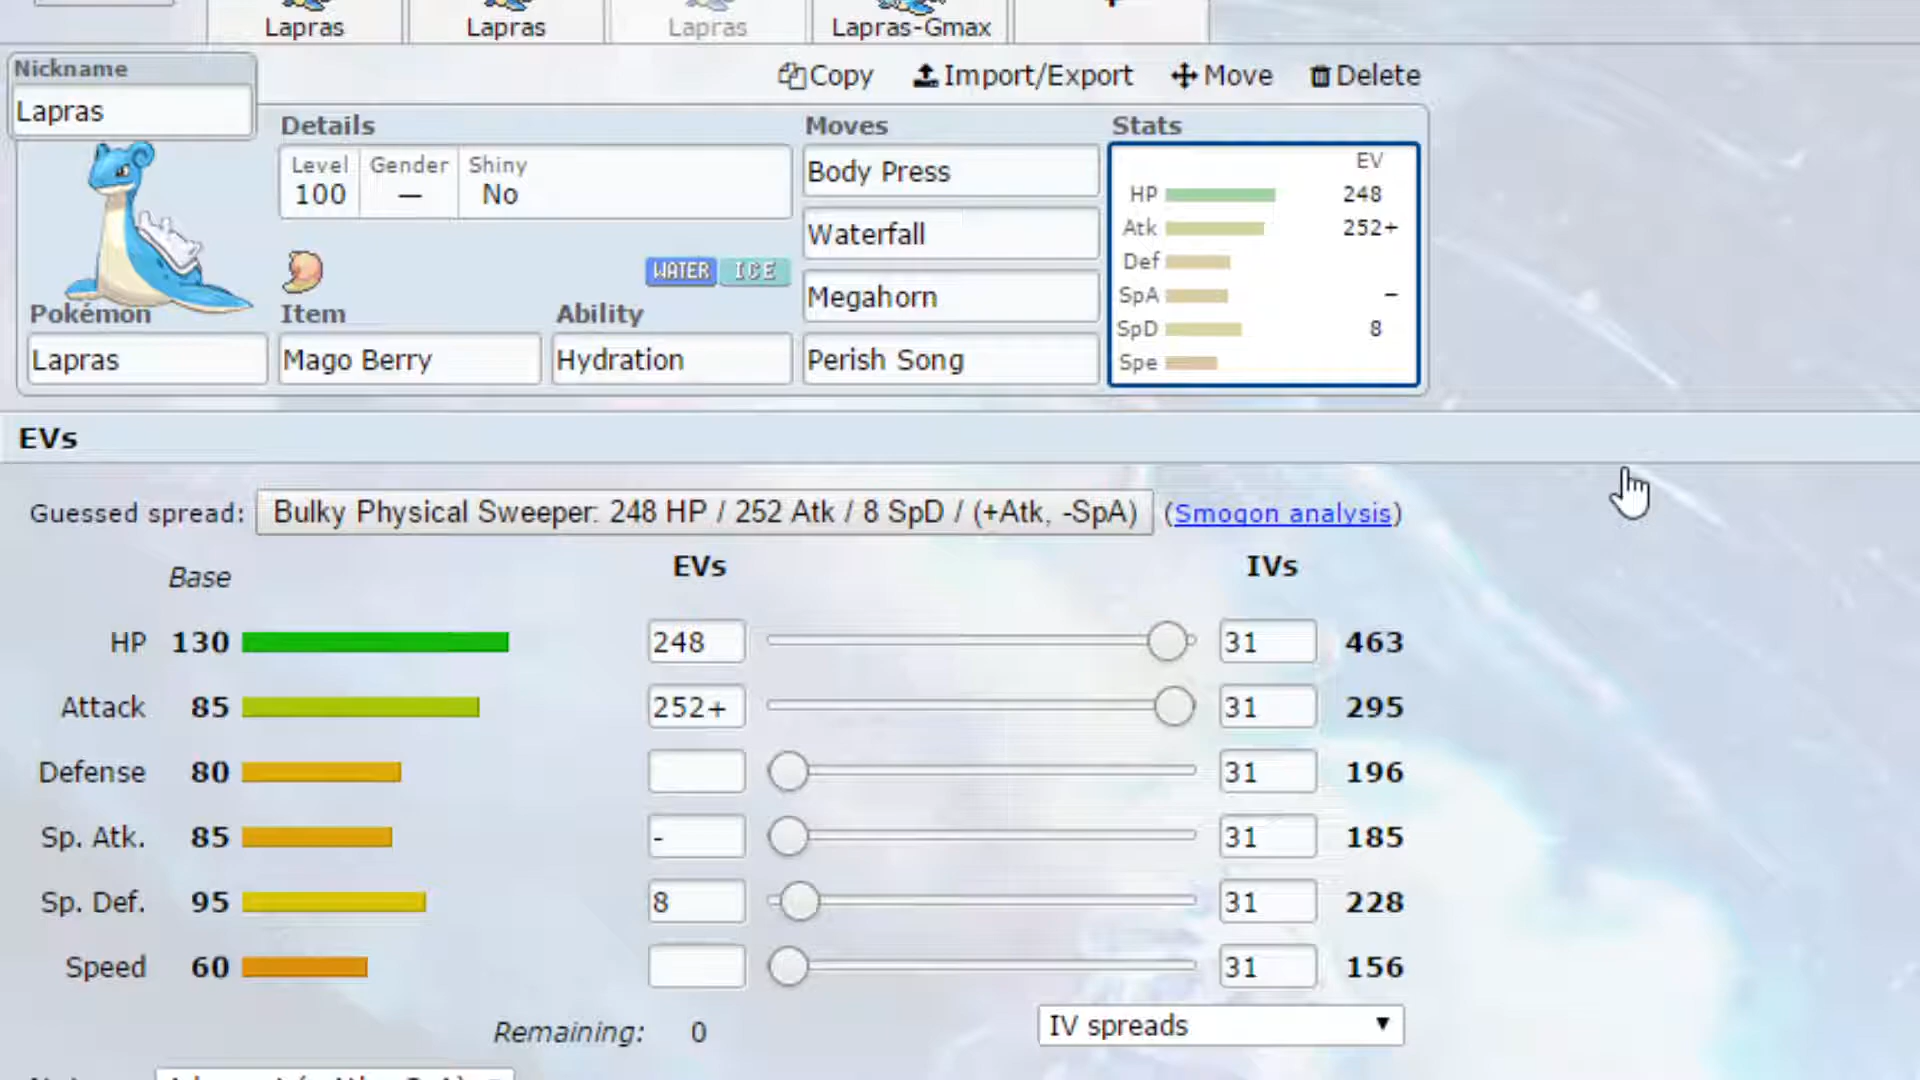 Lapras Lapras Lapras Lapras-Gmax
Nickname
Lapras
Copy Import/Export Move Delete
Details Moves Stats
Level Gender Shiny
100 — No
Body Press
Waterfall
Megahorn
Perish Song
EV
HP 248
Atk 252+
Def
SpA −
SpD 8
Spe
WATER ICE
Pokémon Item Ability
Lapras Mago Berry Hydration
EVs
Guessed spread: Bulky Physical Sweeper: 248 HP / 252 Atk / 8 SpD / (+Atk, -SpA) (Smogon analysis)
Base EVs IVs
HP 130 248 31 463
Attack 85 252+ 31 295
Defense 80 31 196
Sp. Atk. 85 - 31 185
Sp. Def. 95 8 31 228
Speed 60 31 156
Remaining: 0
IV spreads